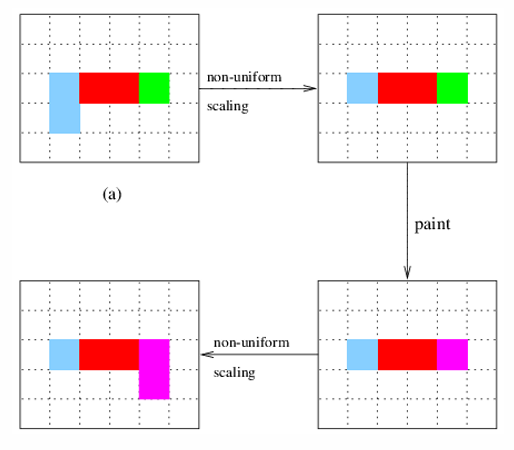 non-uniform
scaling
(a)
paint
non-uniform
scaling